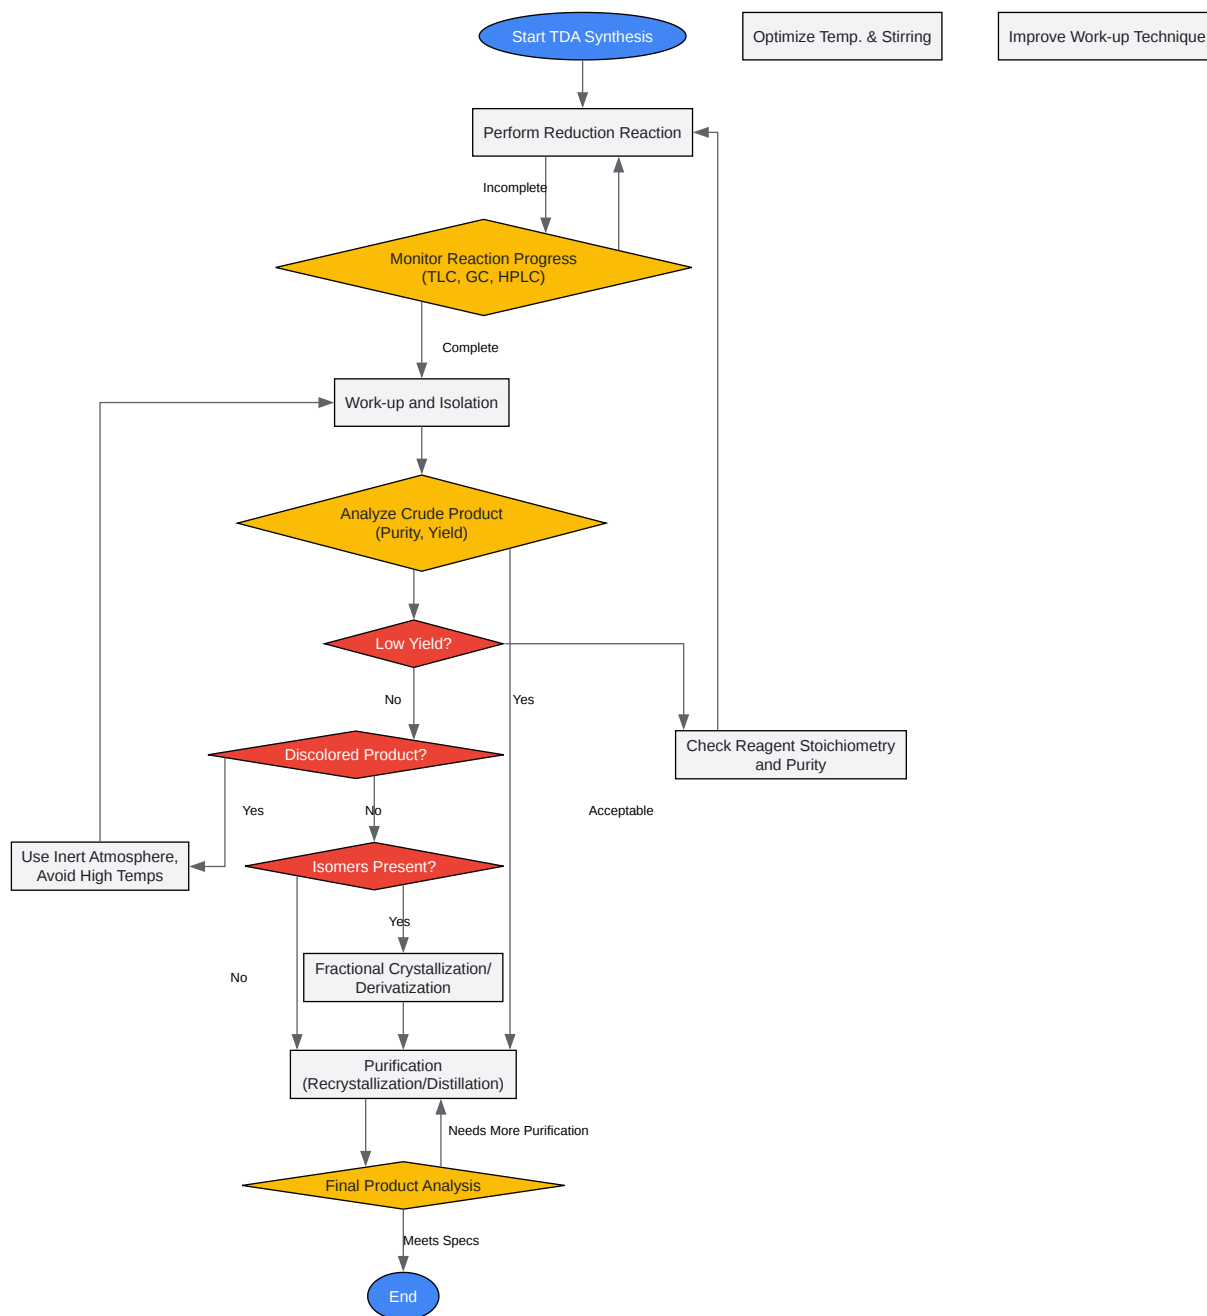 Start TDA Synthesis
Optimize Temp. & Stirring
Improve Work-up Technique
Perform Reduction Reaction
Incomplete
Monitor Reaction Progress
(TLC, GC, HPLC)
Complete
Work-up and Isolation
Analyze Crude Product
(Purity, Yield)
Low Yield?
No
Yes
Discolored Product?
Check Reagent Stoichiometry
and Purity
Yes
No
Acceptable
Use Inert Atmosphere,
Avoid High Temps
Isomers Present?
Yes
No
Fractional Crystallization/
Derivatization
Purification
(Recrystallization/Distillation)
Needs More Purification
Final Product Analysis
Meets Specs
End